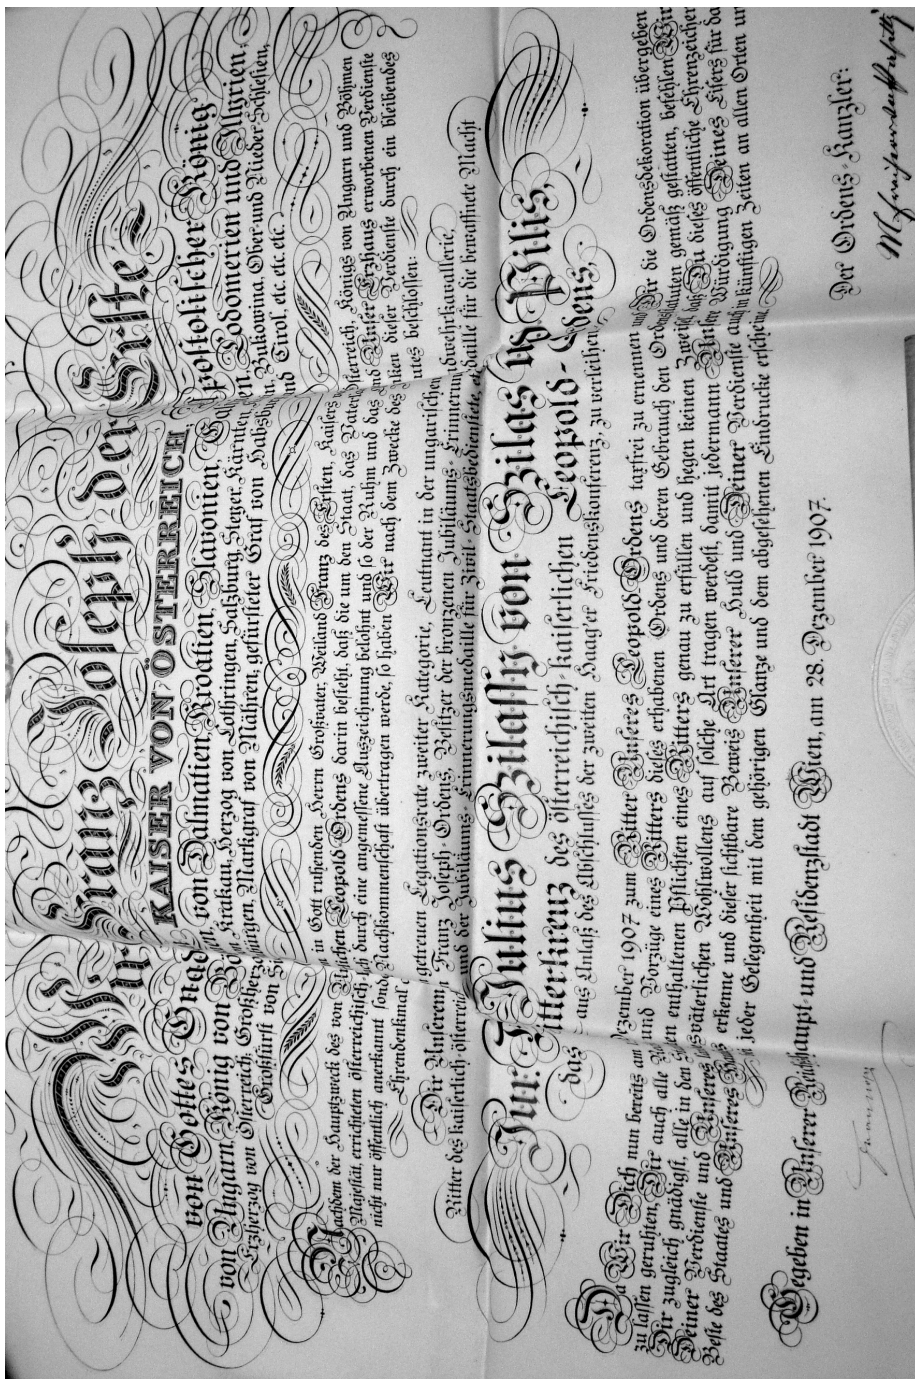 Wir Franz Joseph der Erste
von Gottes Gnaden
KAISER VON ÖSTERREICH
Apostolischer König
von Ungarn, König von Böhmen, von Dalmatien, Kroatien, Slavonien, Galizien, Lodomerien und Illyrien,
Erzherzog von Österreich, Großherzog von Krakau, Herzog von Lothringen, Salzburg, Steyer, Kärnten, Krain, Bukowina, Ober- und Nieder-Schlesien,
Großfürst von Siebenbürgen, Markgraf von Mähren, gefürsteter Graf von Habsburg und Tirol, etc. etc. etc.
Nachdem der Hauptzweck des von Unserem in Gott ruhenden Herrn Großvater, Weiland Franz des Ersten, Kaisers von Österreich, Königs von Ungarn und Böhmen
Majestät, errichteten österreichischen Leopold-Ordens darin besteht, daß die um den Staat, das Vaterland und Unser Erzhaus erworbenen Verdienste
nicht nur öffentlich anerkannt sondern durch eine angemessene Auszeichnung belohnt und so der Ruhm und das Andenken dieser Verdienste durch ein bleibendes
Ehrendenkmal auf die Nachkommenschaft übertragen werde, so haben Wir nach dem Zwecke des Institutes beschlossen:
Dir Unserem getreuen Legationsrate zweiter Kategorie, Leutnant in der ungarischen Landwehrkavallerie,
Ritter des kaiserlich-österreichischen Franz Joseph-Ordens, Besitzer der bronzenen Jubiläums-Erinnerungsmedaille für die bewaffnete Macht
und der Jubiläums-Erinnerungsmedaille für Zivil-Staatsbedienstete,
Jur. Dr. Julius Szilassy von Szilas und Pilis,
das Ritterkreuz des österreichisch-kaiserlichen Leopold-Ordens,
aus Anlaß des Abschlusses der zweiten Haager Friedenskonferenz, zu verleihen.
Da Wir Dich nun bereits am Dezember 1907 zum Ritter Unseres Leopold-Ordens taxfrei zu ernennen und Dir die Ordensdekoration übergeben
zu lassen geruhten, Dir auch alle und Vorzüge eines Ritters dieses erhabenen Ordens und deren Gebrauch den Ordensstatuten gemäß gestatten, befehlen Wir
Dir zugleich gnädigst, alle in den enthaltenen Pflichten eines Ritters genau zu erfüllen und hegen keinen Zweifel, daß Du dieses öffentliche Ehrenzeichen
Deiner Verdienste und Unseres landesväterlichen Wohlwollens auf solche Art tragen werdest, damit jedermann Unsere Würdigung Deines Eifers für das
Beste des Staates und Unseres Hauses erkenne und dieser sichtbare Beweis Unserer Huld und Deiner Verdienste auch in künftigen Zeiten an allen Orten und
bei jeder Gelegenheit mit dem gehörigen Glanze und dem abgesehenen Eindrucke erscheine.
Gegeben in Unserer Reichshaupt- und Residenzstadt Wien, am 28. Dezember 1907.
Der Ordens-Kanzler: